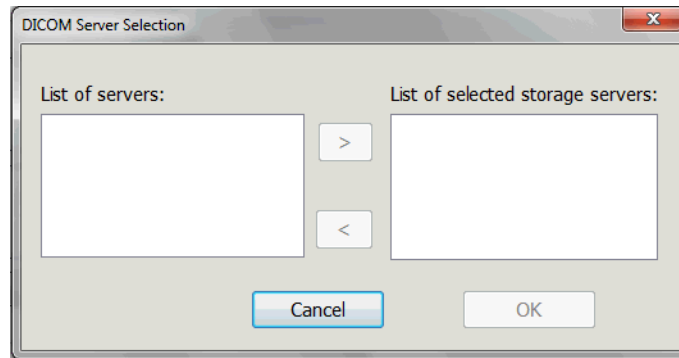 DICOM Server Selection
List of servers:
List of selected storage servers:
>
<
Cancel
OK